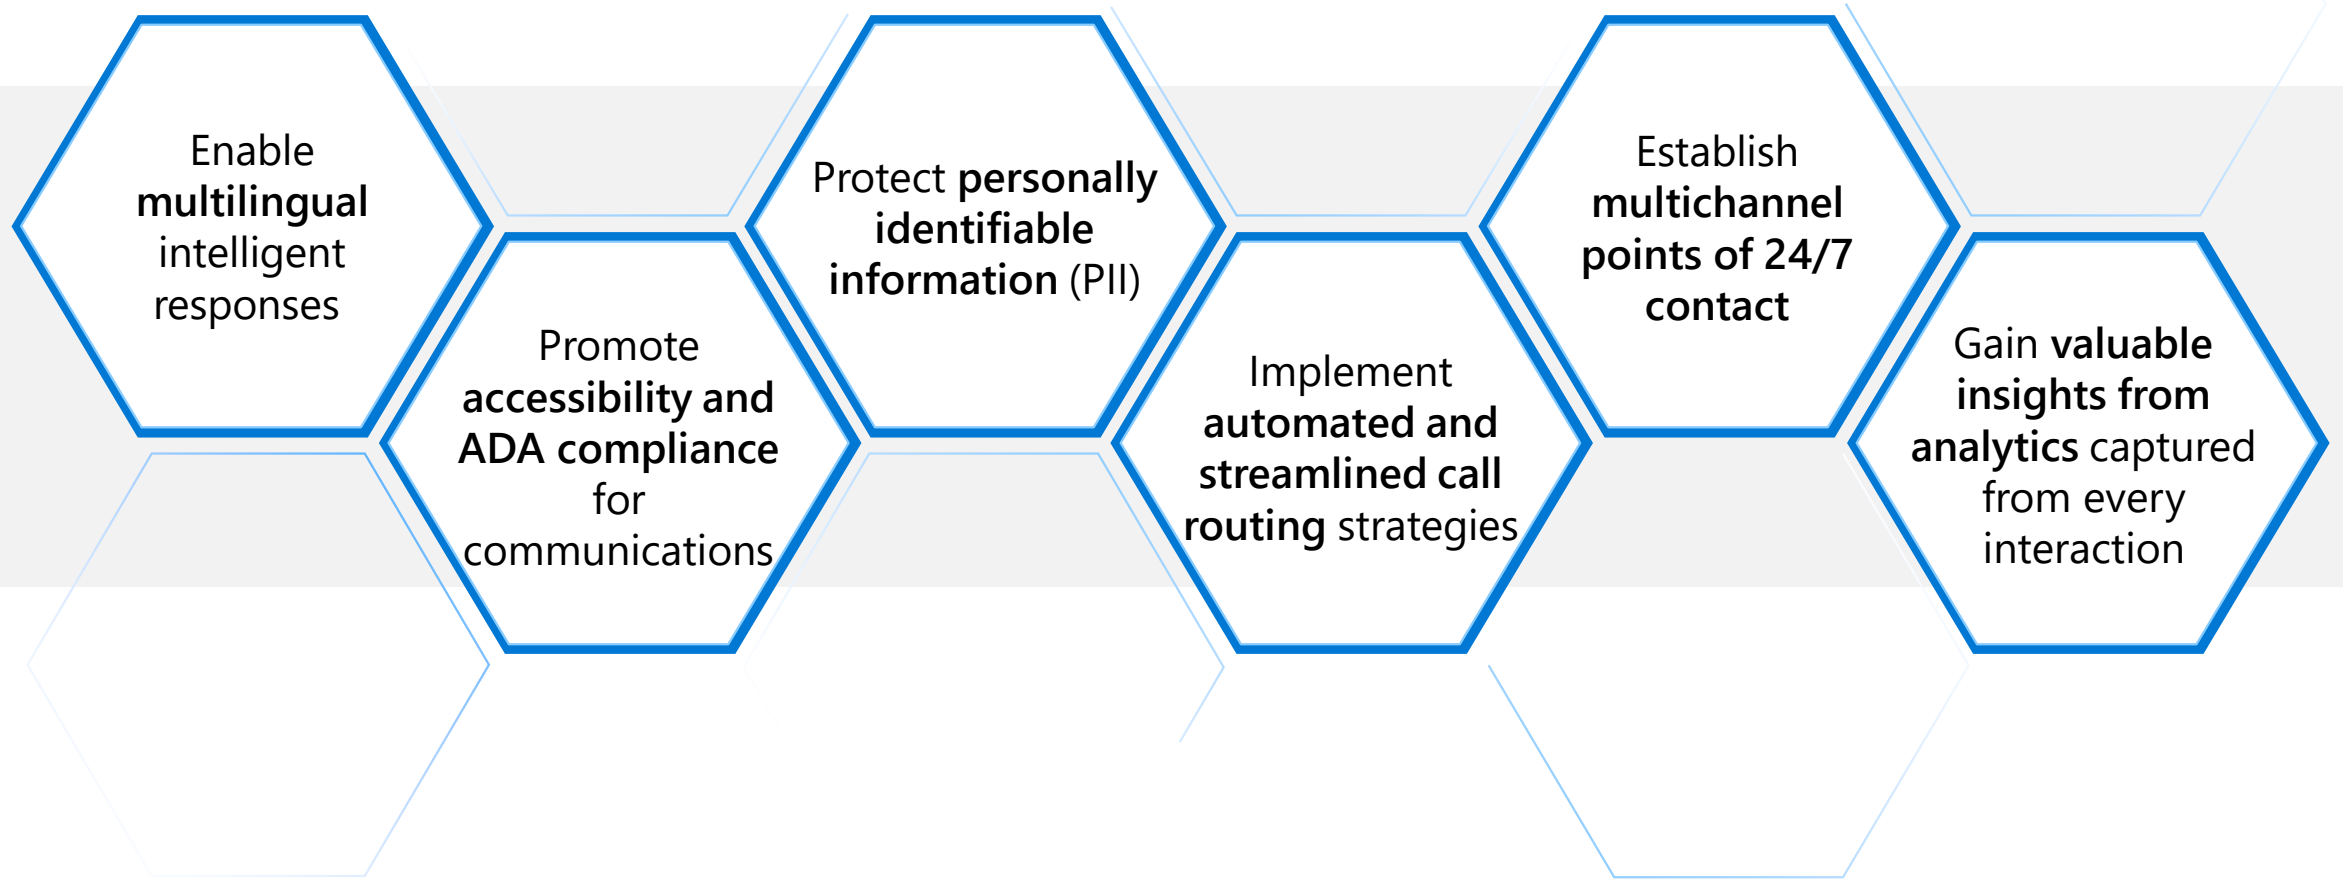 Enable
multilingual
intelligent
responses
Promote
accessibility and
ADA compliance
for
communications
Protect personally
identifiable
information (PII)
Implement
automated and
streamlined call
routing strategies
Establish
multichannel
points of 24/7
contact
Gain valuable
insights from
analytics captured
from every
interaction